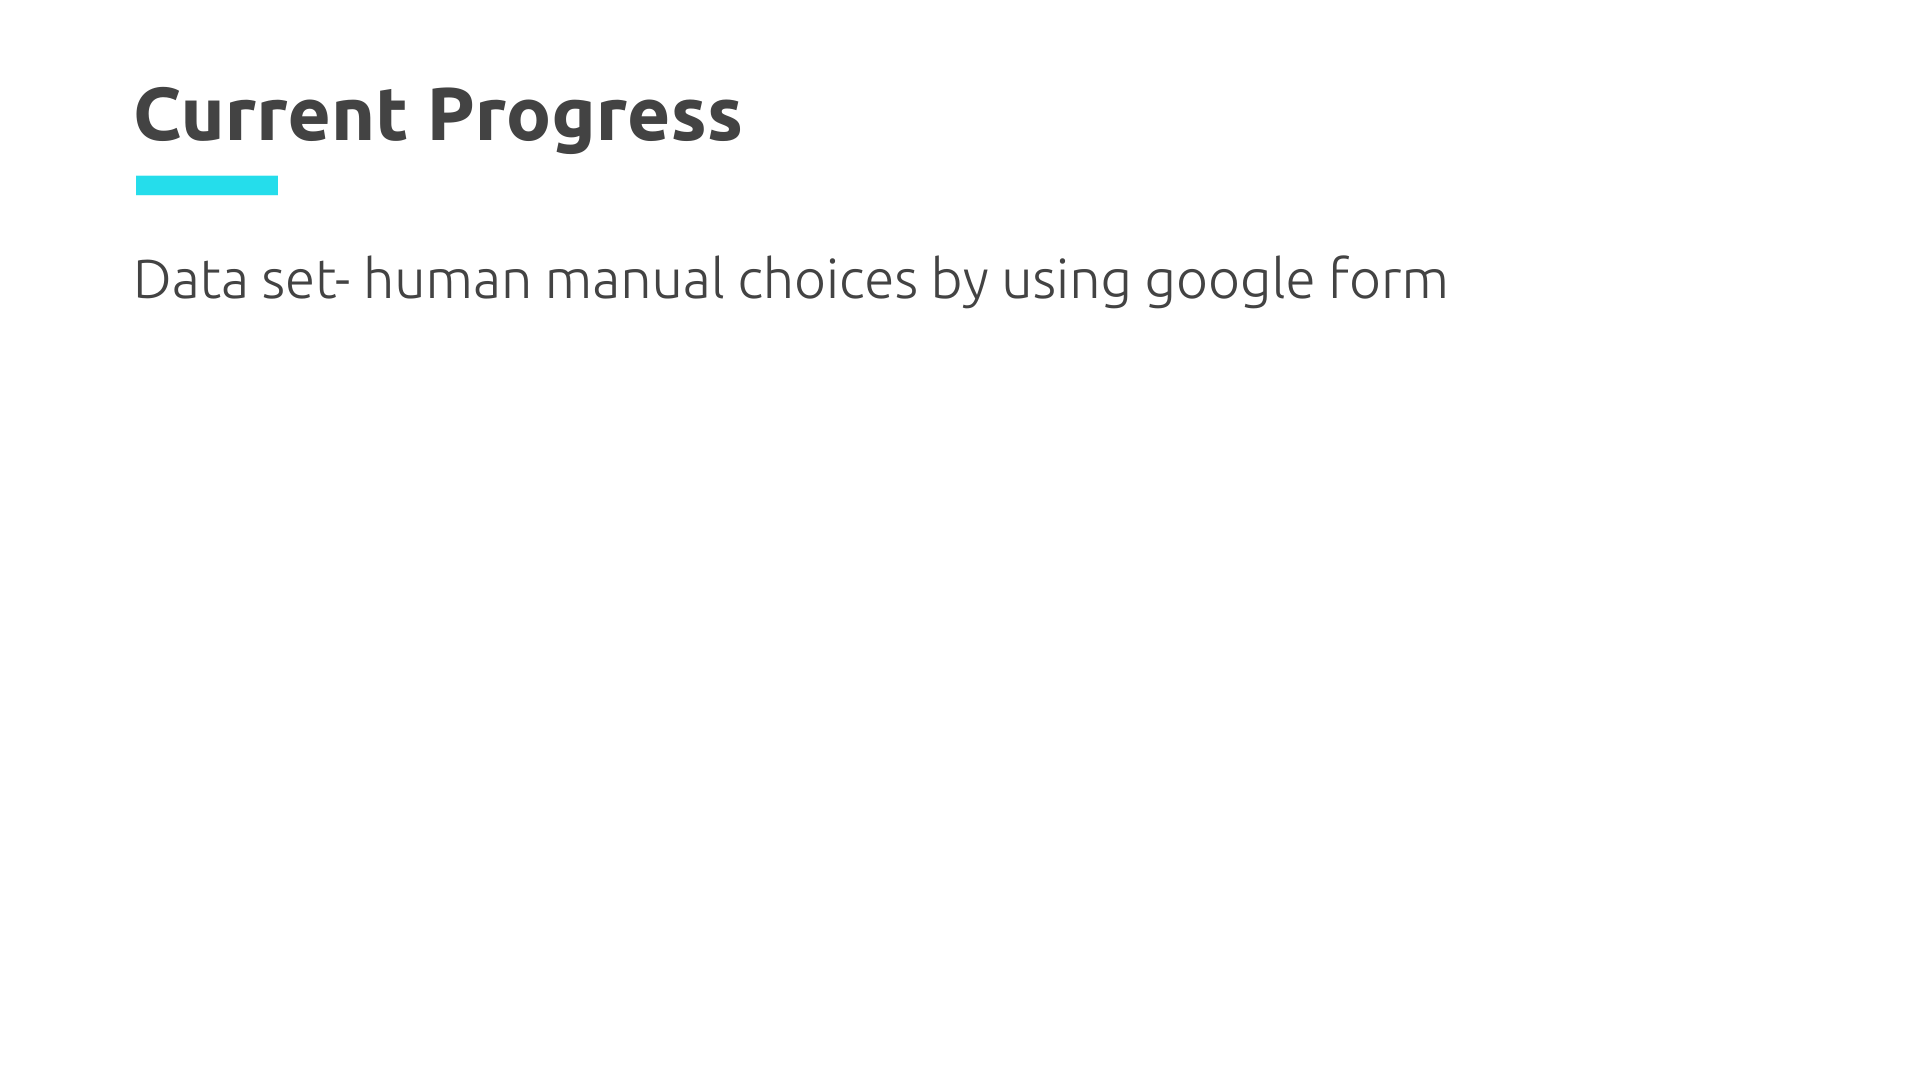 Current Progress
Data set- human manual choices by using google form